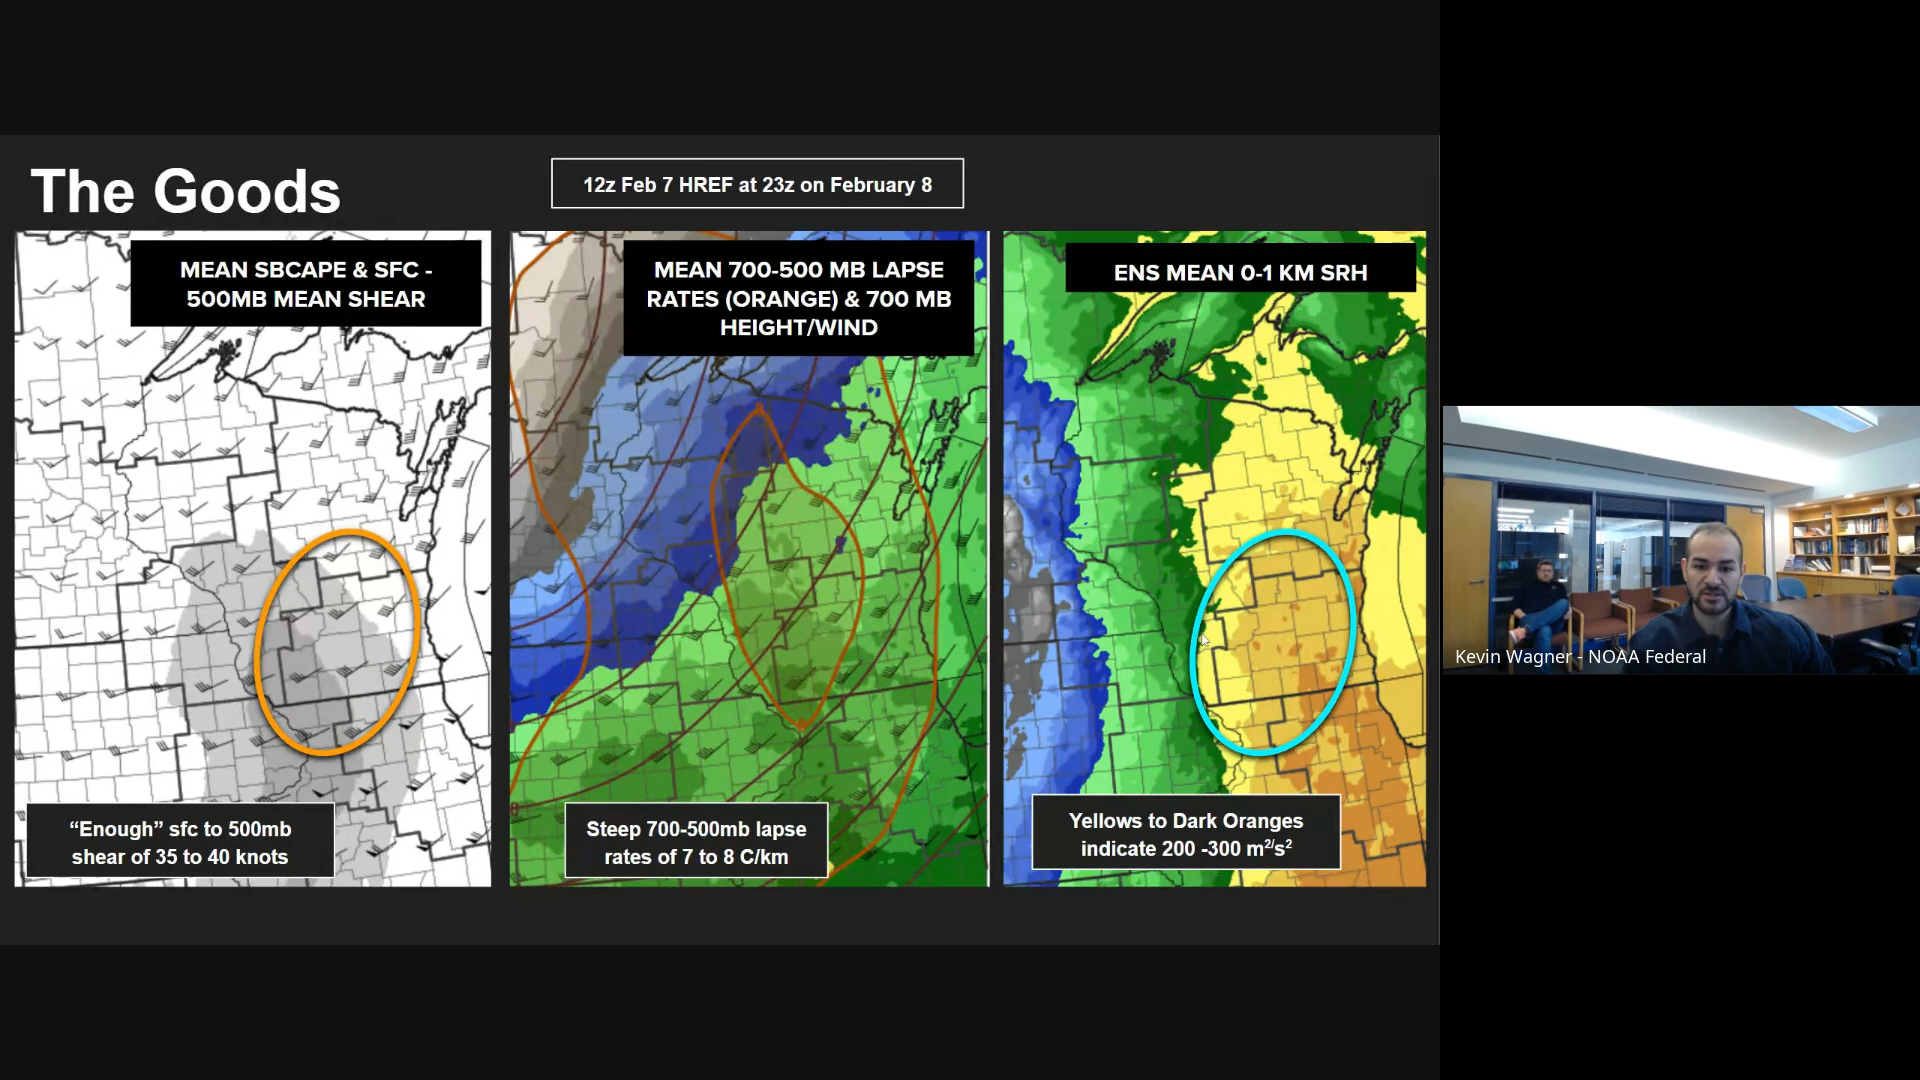 The Goods
12z Feb 7 HREF at 23z on February 8
MEAN SBCAPE & SFC -
500MB MEAN SHEAR
MEAN 700-500 MB LAPSE
RATES (ORANGE) & 700 MB
HEIGHT/WIND
ENS MEAN 0-1 KM SRH
“Enough” sfc to 500mb
shear of 35 to 40 knots
Steep 700-500mb lapse
rates of 7 to 8 C/km
Yellows to Dark Oranges
indicate 200 -300 m²/s²
Kevin Wagner - NOAA Federal